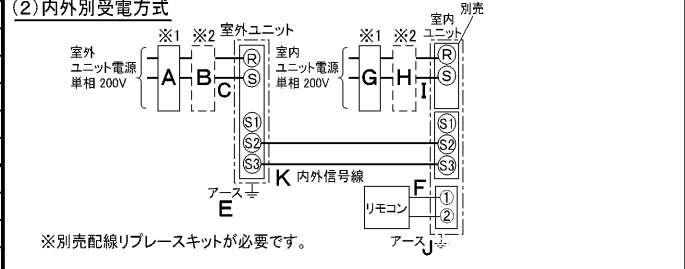 (2)内外別受電方式
別売
※1 ※2 室外ユニット
※1 ※2 室内ユニット
室外
ユニット電源
単相 200V
A B C R S
室内
ユニット電源
単相 200V
G H I R S
S1 S1
S2 S2
S3 S3
K 内外信号線
アース
E
リモコン F ① ②
アース J
※別売配線リプレースキットが必要です。